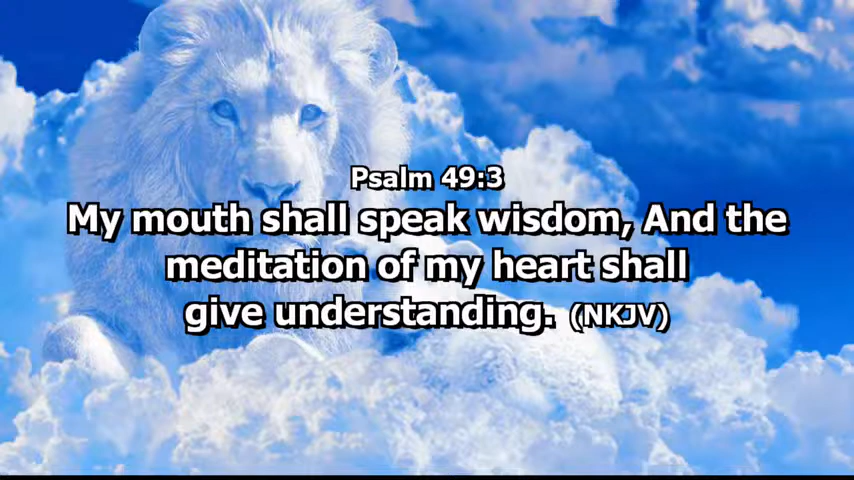 Psalm 49:3
My mouth shall speak wisdom, And the
meditation of my heart shall
give understanding. (NKJV)